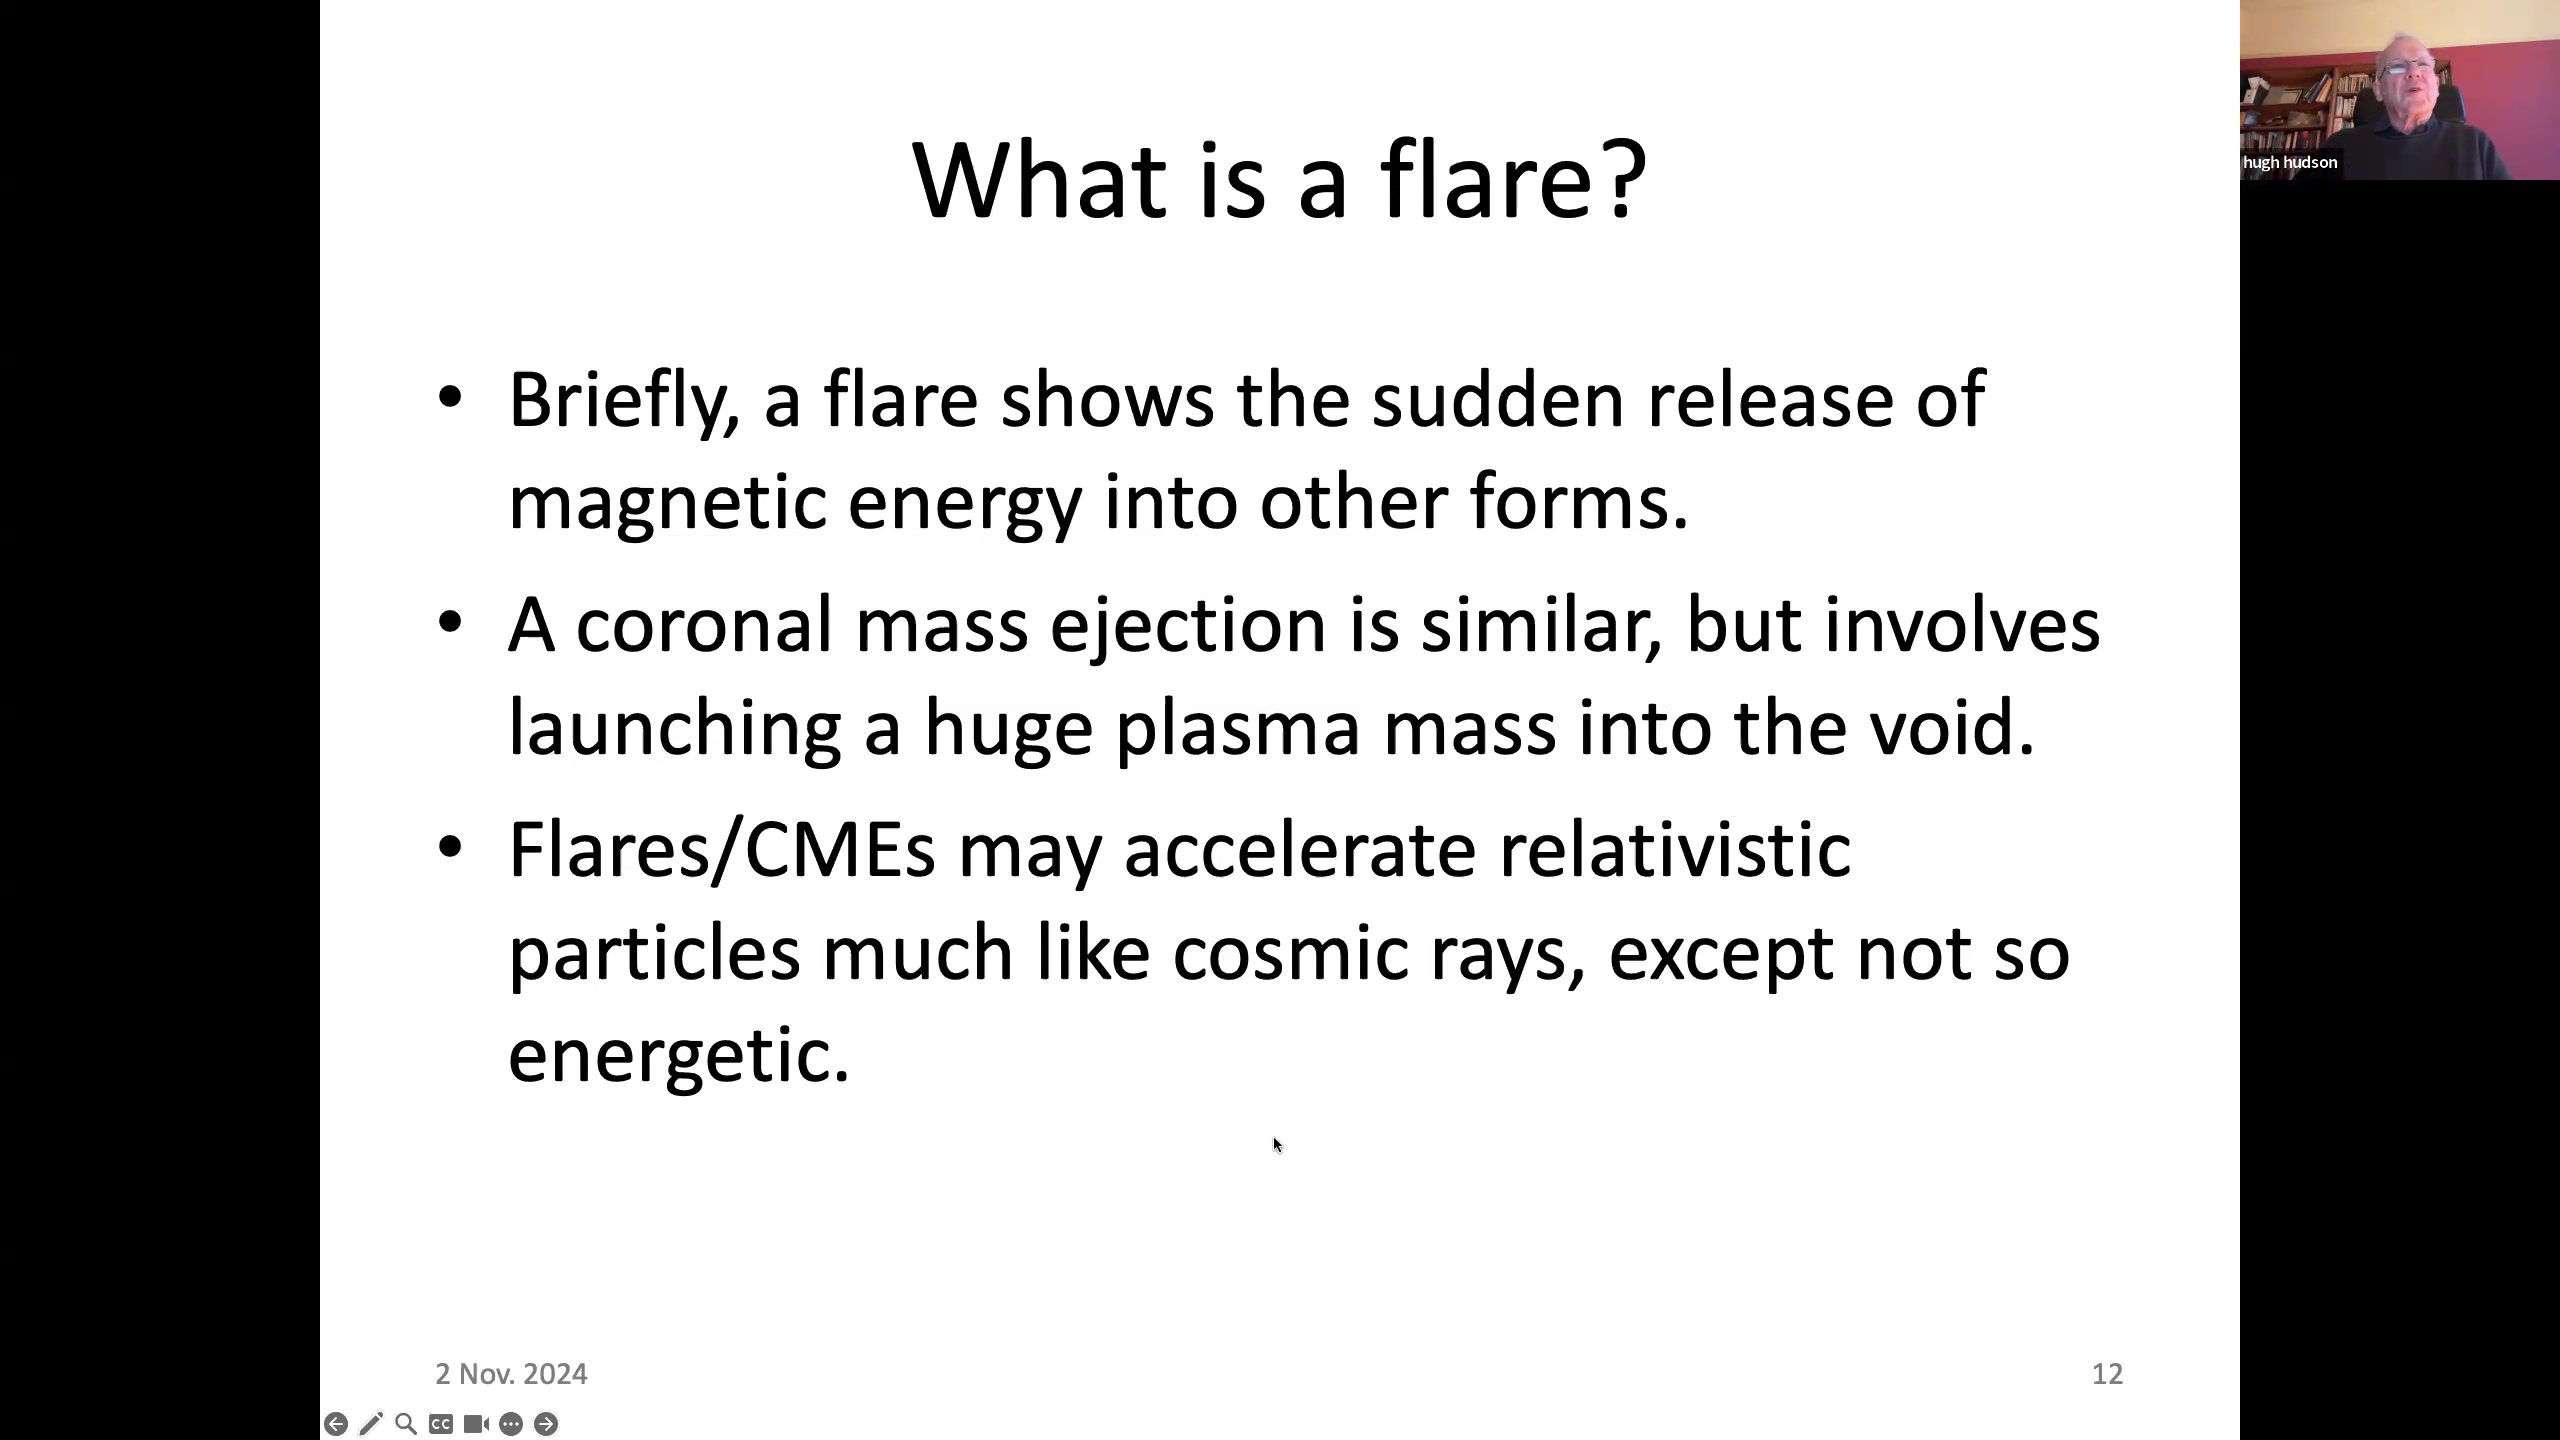 What is a flare?
• Briefly, a flare shows the sudden release of
magnetic energy into other forms.
• A coronal mass ejection is similar, but involves
launching a huge plasma mass into the void.
• Flares/CMEs may accelerate relativistic
particles much like cosmic rays, except not so
energetic.
hugh hudson
2 Nov. 2024
12
CC